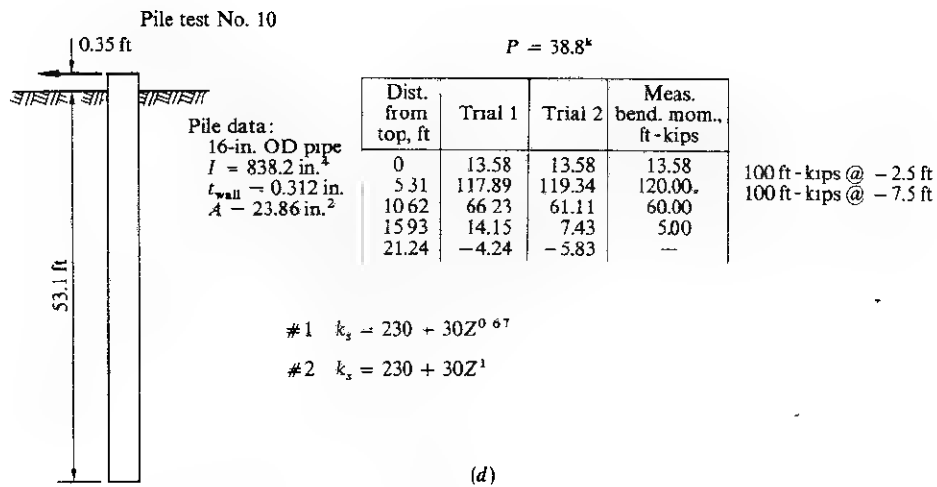 Pile test No. 10
0.35 ft
P = 38.8ᵏ
Pile data:
16-in. OD pipe
I = 838.2 in.⁴
t_wall – 0.312 in.
A – 23.86 in.²
53.1 ft
Dist. from top, ft | Trial 1 | Trial 2 | Meas. bend. mom., ft-kips
0 | 13.58 | 13.58 | 13.58
5 31 | 117.89 | 119.34 | 120.00.
10 62 | 66 23 | 61.11 | 60.00
15 93 | 14.15 | 7.43 | 5.00
21.24 | −4.24 | −5.83 | —
100 ft-kips @ −2.5 ft
100 ft-kips @ −7.5 ft
#1 kₛ – 230 + 30Z⁰ ⁶⁷
#2 kₛ = 230 + 30Z¹
(d)